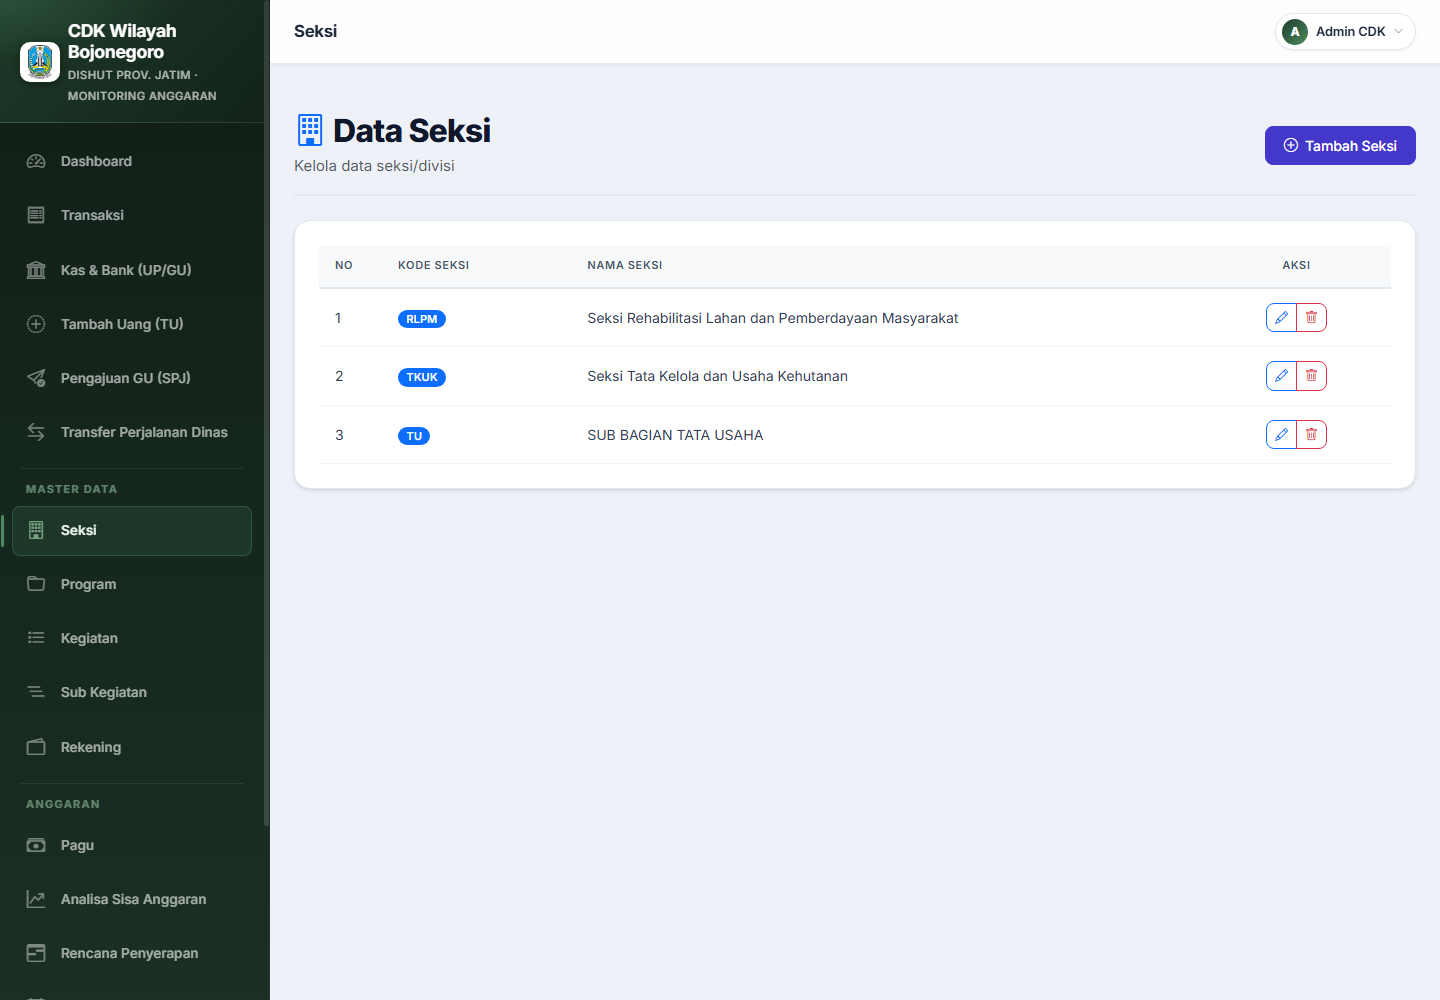 CDK Wilayah
Bojonegoro
DISHUT PROV. JATIM ·
MONITORING ANGGARAN
Dashboard
Transaksi
Kas & Bank (UP/GU)
Tambah Uang (TU)
Pengajuan GU (SPJ)
Transfer Perjalanan Dinas
MASTER DATA
Seksi
Program
Kegiatan
Sub Kegiatan
Rekening
ANGGARAN
Pagu
Analisa Sisa Anggaran
Rencana Penyerapan
Seksi
A Admin CDK
Data Seksi
Kelola data seksi/divisi
Tambah Seksi
NO KODE SEKSI NAMA SEKSI AKSI
1 RLPM Seksi Rehabilitasi Lahan dan Pemberdayaan Masyarakat
2 TKUK Seksi Tata Kelola dan Usaha Kehutanan
3 TU SUB BAGIAN TATA USAHA